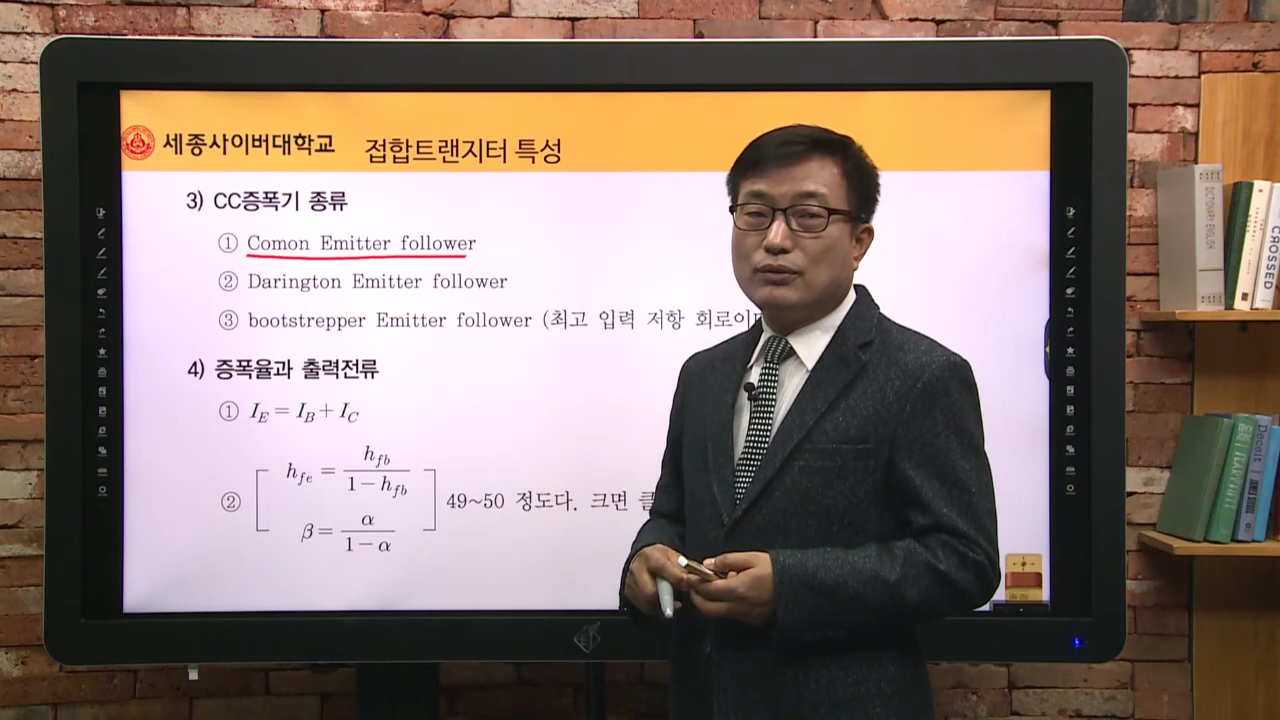 세종사이버대학교 접합트랜지터 특성
3) CC증폭기 종류
① Comon Emitter follower
② Darington Emitter follower
③ bootstrepper Emitter follower (최고 입력 저항 회로이
4) 증폭율과 출력전류
① I_E = I_B + I_C
② [ h_fe = h_fb / (1 - h_fb)
β = α / (1 - α) ] 49~50 정도다. 크면
DICTIONARY ENGLISH
CROSSED
Deceit
JAMES SIEGEL